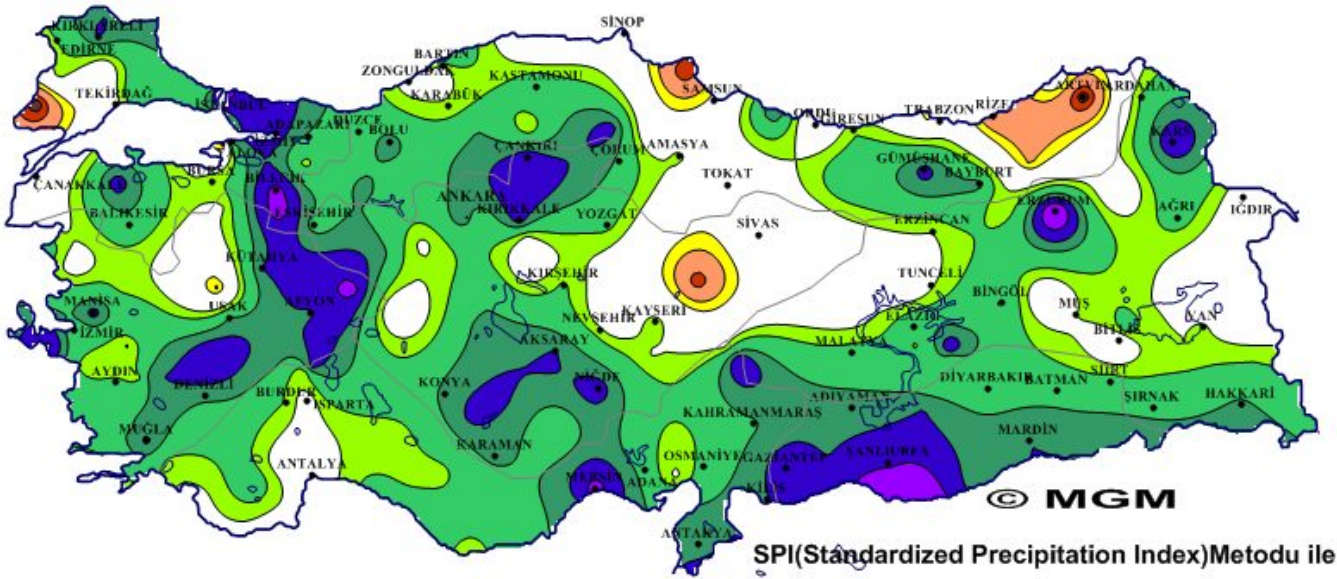 SİNOP
KIRKLARELİ
EDİRNE
BARTIN
ZONGULDAK
KASTAMONU
TEKİRDAĞ
KARABÜK
SAMSUN
ARTVİN
ARDAHAN
İSTANBUL
ORDU
GİRESUN
TRABZON
RİZE
ADAPAZARI
DÜZCE
BOLU
KARS
YALOVA
ÇANKIRI
ÇORUM
AMASYA
GÜMÜŞHANE
BAYBURT
ÇANAKKALE
BURSA
BİLECİK
TOKAT
ANKARA
KIRIKKALE
ERZURUM
IĞDIR
BALIKESİR
ESKİŞEHİR
YOZGAT
SİVAS
ERZİNCAN
AĞRI
KÜTAHYA
KIRŞEHİR
TUNCELİ
MANİSA
UŞAK
AFYON
NEVŞEHİR
KAYSERİ
BİNGÖL
MUŞ
VAN
İZMİR
ELAZIĞ
BİTLİS
AKSARAY
MALATYA
AYDIN
DENİZLİ
BURDUR
ISPARTA
KONYA
NİĞDE
DİYARBAKIR
BATMAN
SİİRT
KAHRAMANMARAŞ
ADIYAMAN
ŞIRNAK
HAKKARİ
MUĞLA
KARAMAN
MARDİN
ANTALYA
MERSİN
ADANA
OSMANİYE
GAZİANTEP
ŞANLIURFA
KİLİS
© MGM
ANTAKYA
SPI(Standardized Precipitation Index)Metodu ile